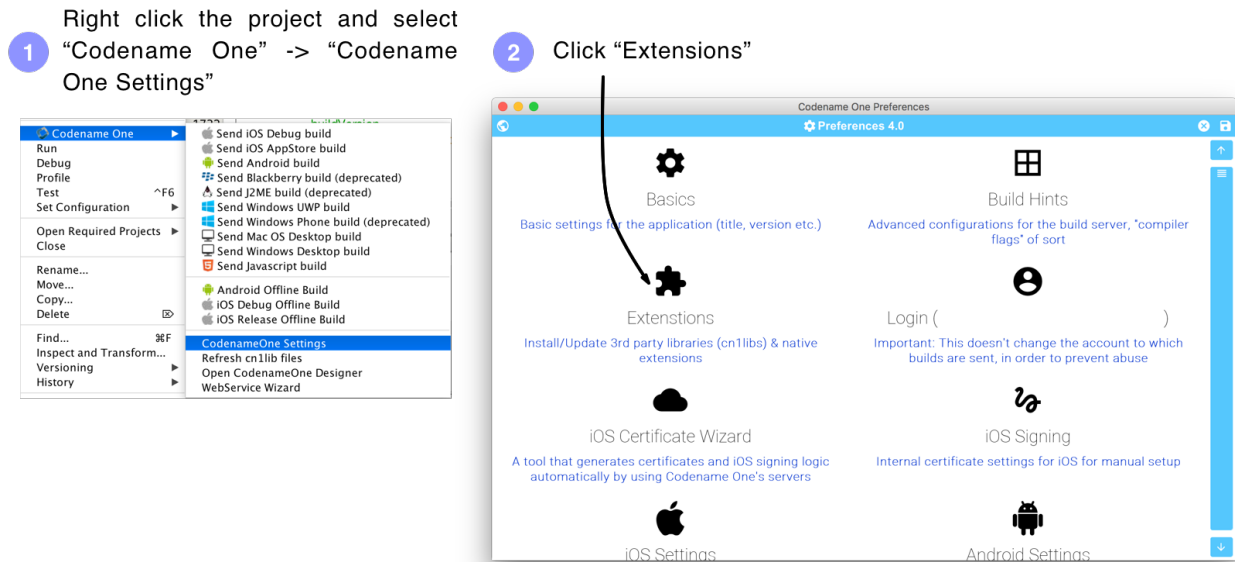 Right click the project and select
1 “Codename One” -> “Codename
One Settings”
2 Click “Extensions”
Codename One
Run
Debug
Profile
Test ^F6
Set Configuration
Open Required Projects
Close
Rename...
Move...
Copy...
Delete
Find... ⌘F
Inspect and Transform...
Versioning
History
Send iOS Debug build
Send iOS AppStore build
Send Android build
Send Blackberry build (deprecated)
Send J2ME build (deprecated)
Send Windows UWP build
Send Windows Phone build (deprecated)
Send Mac OS Desktop build
Send Windows Desktop build
Send Javascript build
Android Offline Build
iOS Debug Offline Build
iOS Release Offline Build
CodenameOne Settings
Refresh cn1lib files
Open CodenameOne Designer
WebService Wizard
Codename One Preferences
Preferences 4.0
Basics
Basic settings for the application (title, version etc.)
Build Hints
Advanced configurations for the build server, "compiler
flags" of sort
Extenstions
Install/Update 3rd party libraries (cn1libs) & native
extensions
Login ( )
Important: This doesn't change the account to which
builds are sent, in order to prevent abuse
iOS Certificate Wizard
A tool that generates certificates and iOS signing logic
automatically by using Codename One's servers
iOS Signing
Internal certificate settings for iOS for manual setup
iOS Settings
Android Settings